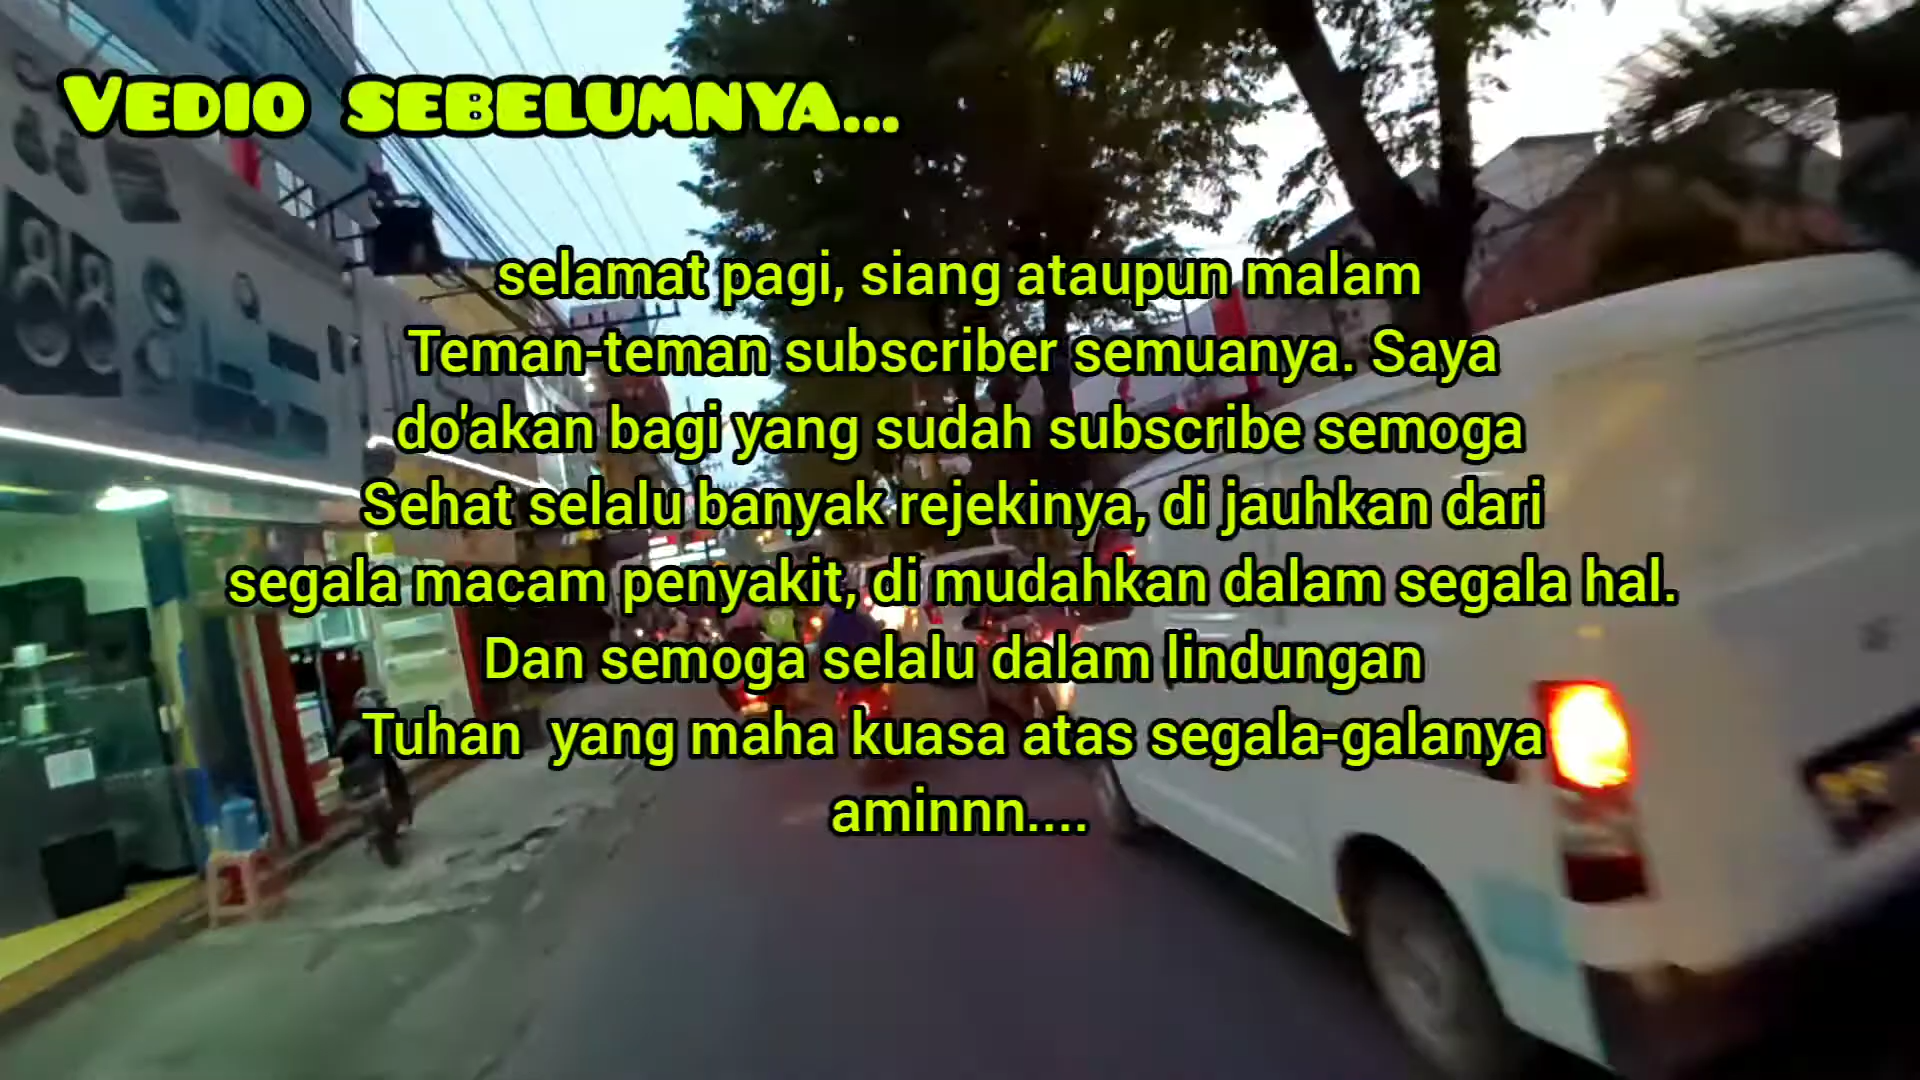 VEDIO SEBELUMNYA...
selamat pagi, siang ataupun malam
Teman-teman subscriber semuanya. Saya
do'akan bagi yang sudah subscribe semoga
Sehat selalu banyak rejekinya, di jauhkan dari
segala macam penyakit, di mudahkan dalam segala hal.
Dan semoga selalu dalam lindungan
Tuhan  yang maha kuasa atas segala-galanya
aminnn....